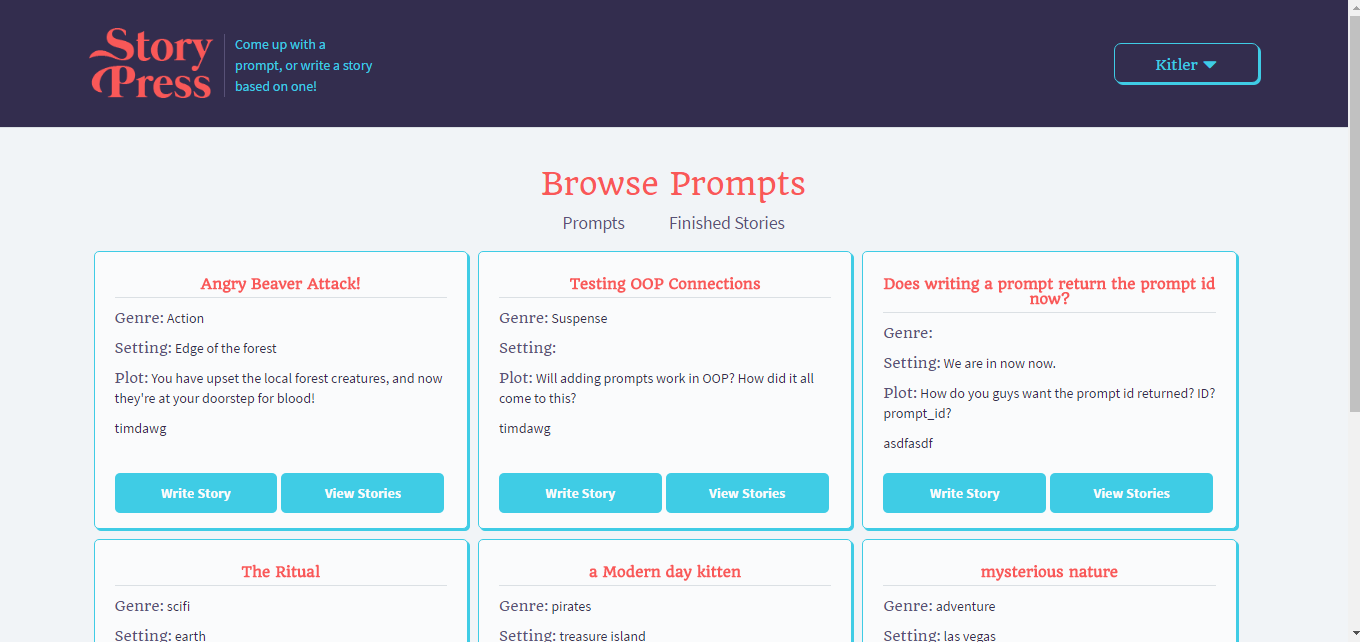 Story
Press
Come up with a
prompt, or write a story
based on one!
Kitler
Browse Prompts
Prompts Finished Stories
Angry Beaver Attack!
Genre: Action
Setting: Edge of the forest
Plot: You have upset the local forest creatures, and now
they're at your doorstep for blood!
timdawg
Write Story View Stories
Testing OOP Connections
Genre: Suspense
Setting:
Plot: Will adding prompts work in OOP? How did it all
come to this?
timdawg
Write Story View Stories
Does writing a prompt return the prompt id
now?
Genre:
Setting: We are in now now.
Plot: How do you guys want the prompt id returned? ID?
prompt_id?
asdfasdf
Write Story View Stories
The Ritual
Genre: scifi
Setting: earth
a Modern day kitten
Genre: pirates
Setting: treasure island
mysterious nature
Genre: adventure
Setting: las vegas